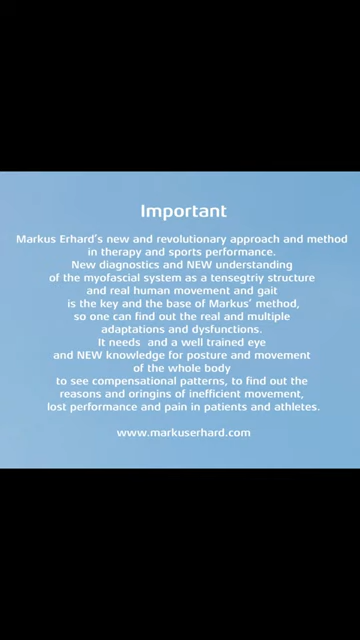 Important
Markus Erhard's new and revolutionary approach and method
in therapy and sports performance.
New diagnostics and NEW understanding
of the myofascial system as a tensegtriy structure
and real human movement and gait
is the key and the base of Markus' method,
so one can find out the real and multiple
adaptations and dysfunctions.
It needs  and a well trained eye
and NEW knowledge for posture and movement
of the whole body
to see compensational patterns, to find out the
reasons and oringins of inefficient movement,
lost performance and pain in patients and athletes.
www.markuserhard.com